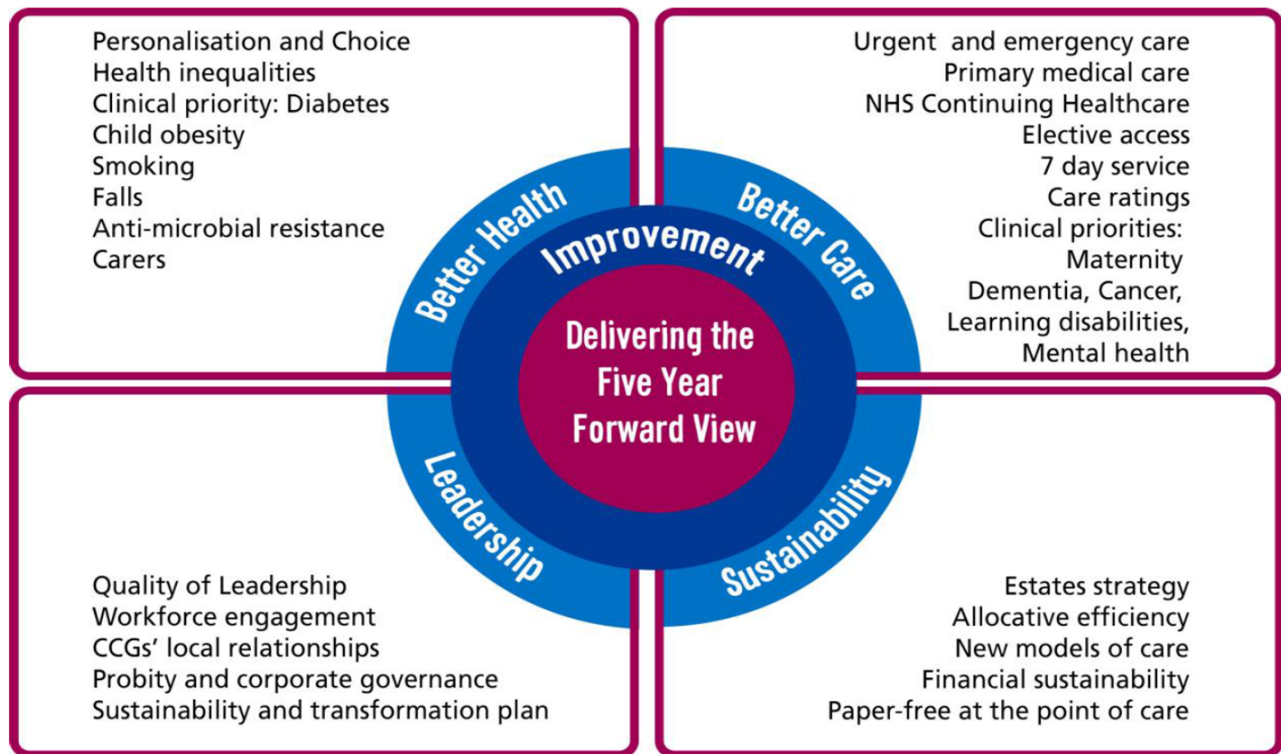 Personalisation and Choice
Health inequalities
Clinical priority: Diabetes
Child obesity
Smoking
Falls
Anti-microbial resistance
Carers
Urgent and emergency care
Primary medical care
NHS Continuing Healthcare
Elective access
7 day service
Care ratings
Clinical priorities:
Maternity
Dementia, Cancer,
Learning disabilities,
Mental health
Better Health
Better Care
Improvement
Delivering the
Five Year
Forward View
Leadership
Sustainability
Quality of Leadership
Workforce engagement
CCGs' local relationships
Probity and corporate governance
Sustainability and transformation plan
Estates strategy
Allocative efficiency
New models of care
Financial sustainability
Paper-free at the point of care